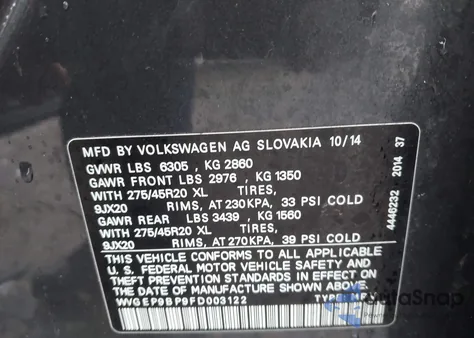 MFD BY VOLKSWAGEN AG SLOVAKIA 10/14
GVWR LBS 6305 , KG 2860
GAWR FRONT LBS 2976 , KG 1350
WITH 275/45R20 XL TIRES,
9JX20 RIMS, AT 230KPA, 33 PSI COLD
GAWR REAR LBS 3439 , KG 1560
WITH 275/45R20 XL TIRES,
9JX20 RIMS, AT 270KPA, 39 PSI COLD
THIS VEHICLE CONFORMS TO ALL APPLICABLE
U.S. FEDERAL MOTOR VEHICLE SAFETY AND
THEFT PREVENTION STANDARDS IN EFFECT ON
THE DATE OF MANUFACTURE SHOWN ABOVE
WVGEP9BP9FD003122
4446232 2014 37
DataSnap